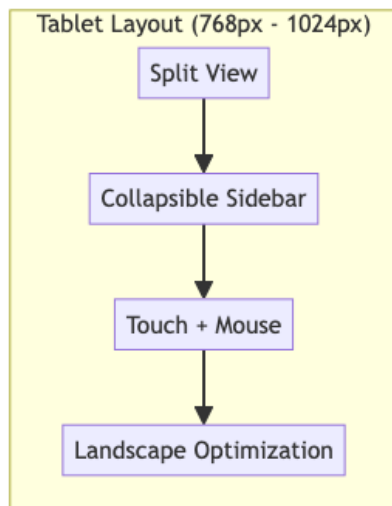 Tablet Layout (768px - 1024px)
Split View
Collapsible Sidebar
Touch + Mouse
Landscape Optimization